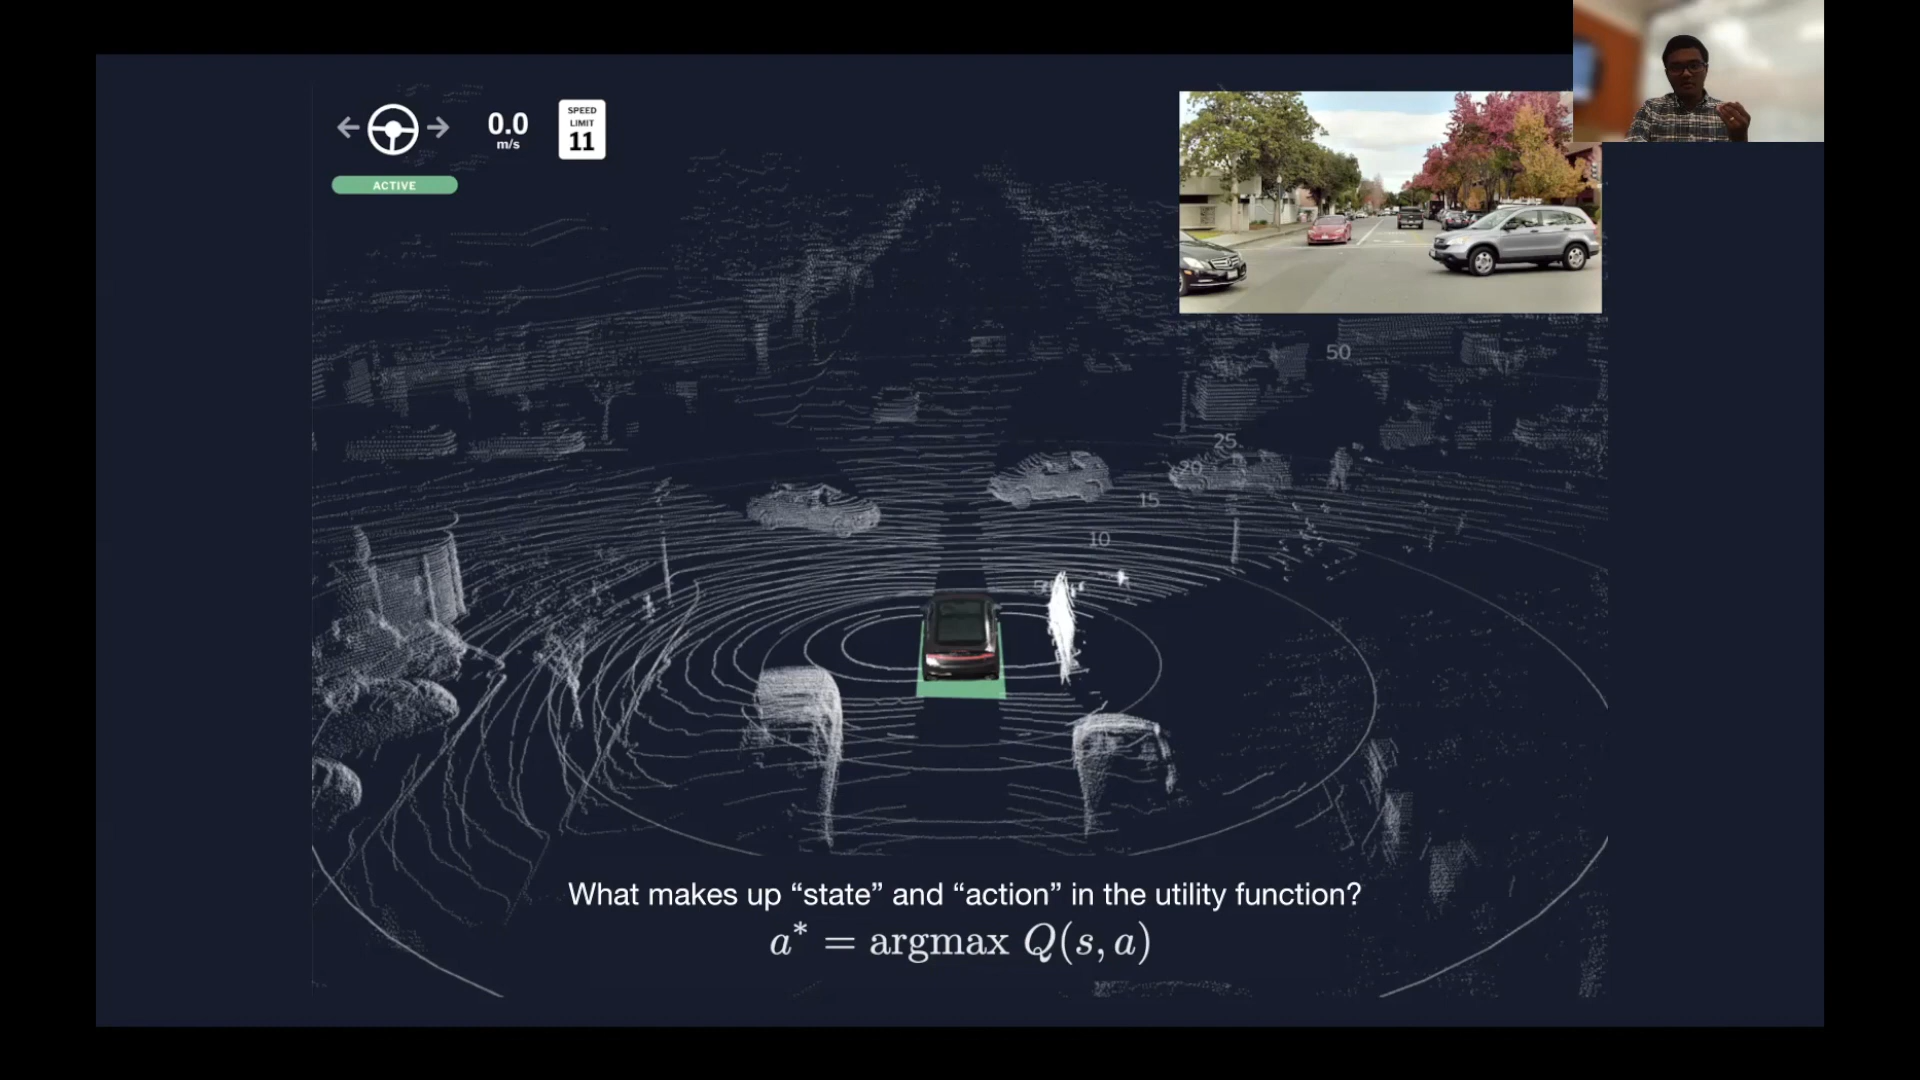 0.0
m/s
SPEED
LIMIT
11
ACTIVE
50
25
20
15
10
5
What makes up “state” and “action” in the utility function?
a* = argmax Q(s, a)